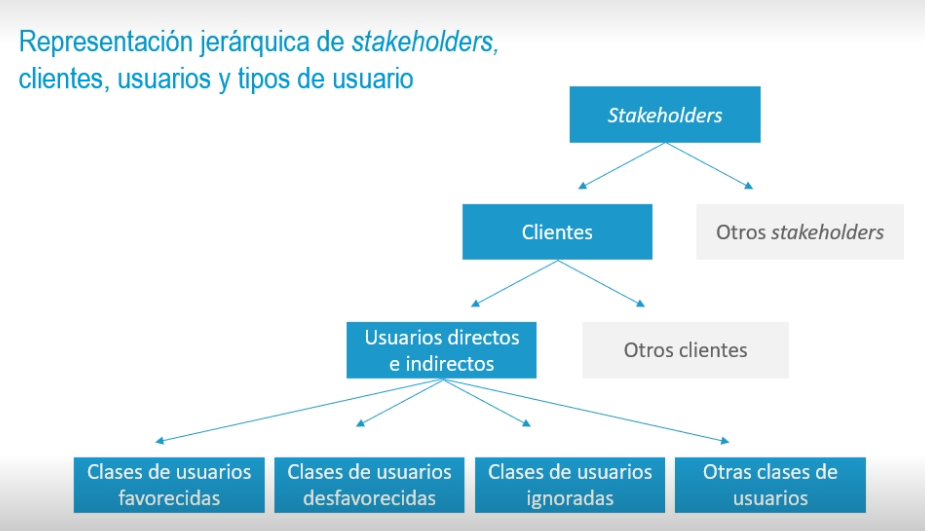 Representación jerárquica de stakeholders,
clientes, usuarios y tipos de usuario
Stakeholders
Clientes
Otros stakeholders
Usuarios directos
e indirectos
Otros clientes
Clases de usuarios
favorecidas
Clases de usuarios
desfavorecidas
Clases de usuarios
ignoradas
Otras clases de
usuarios